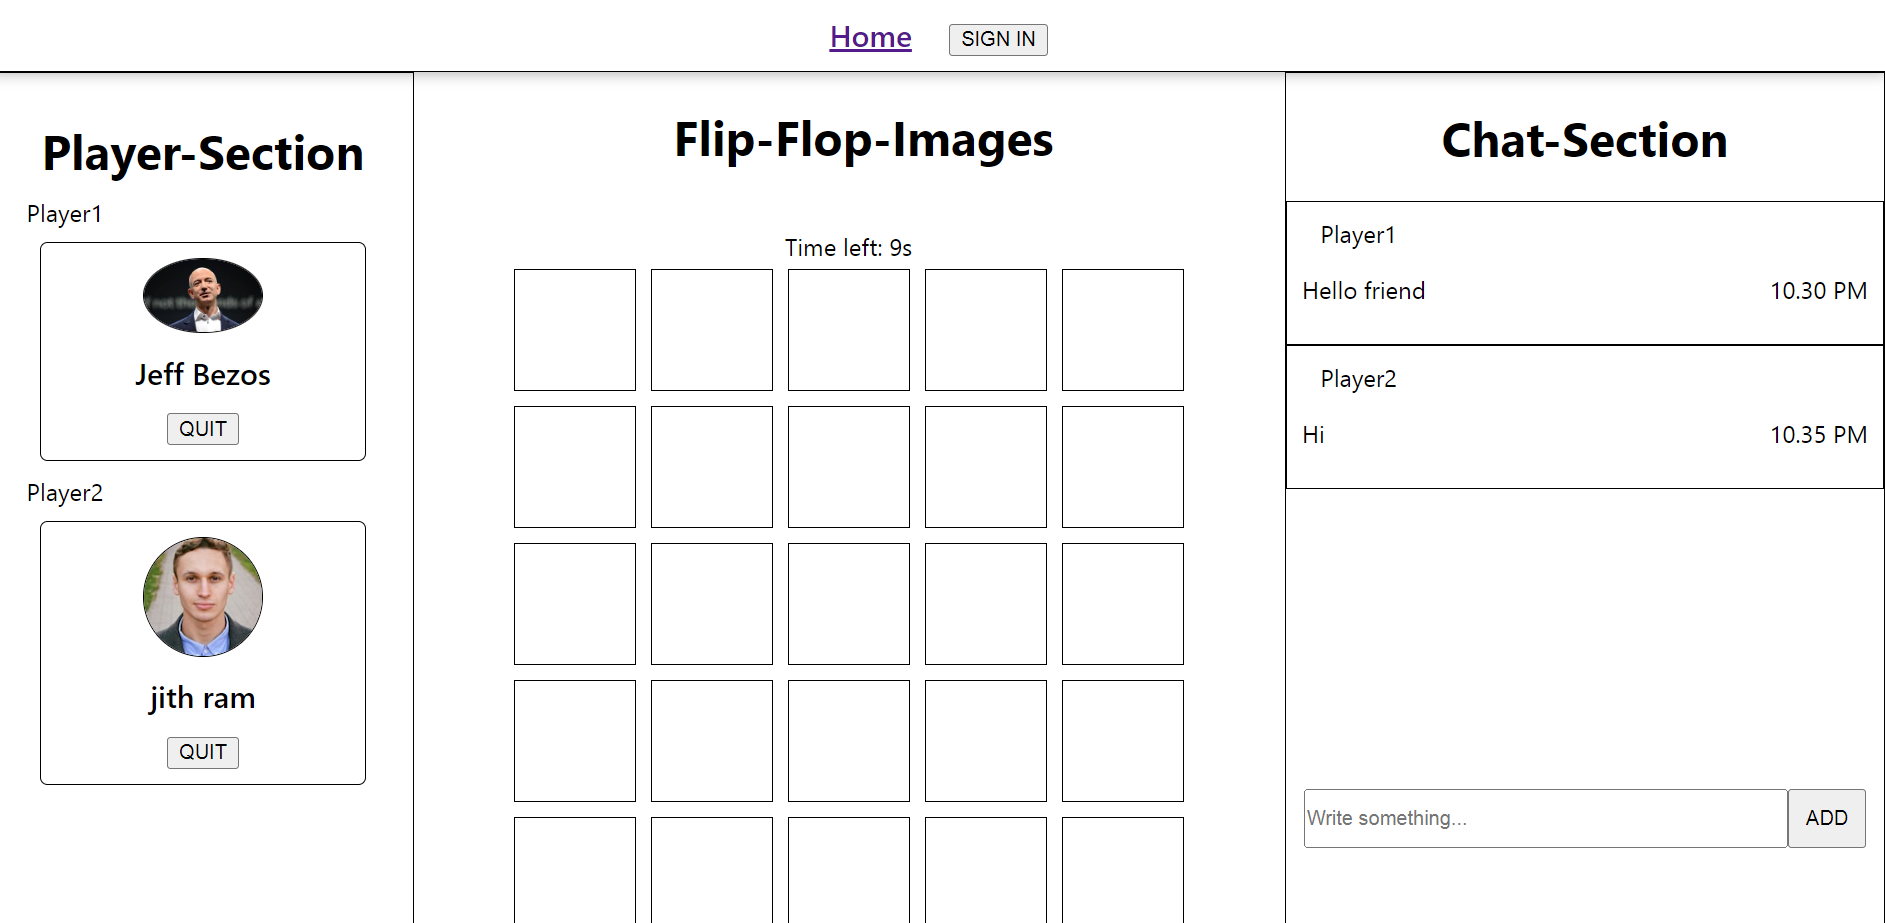 Home SIGN IN
Player-Section
Player1
Jeff Bezos
QUIT
Player2
jith ram
QUIT
Flip-Flop-Images
Time left: 9s
Chat-Section
Player1
Hello friend 10.30 PM
Player2
Hi 10.35 PM
Write something... ADD